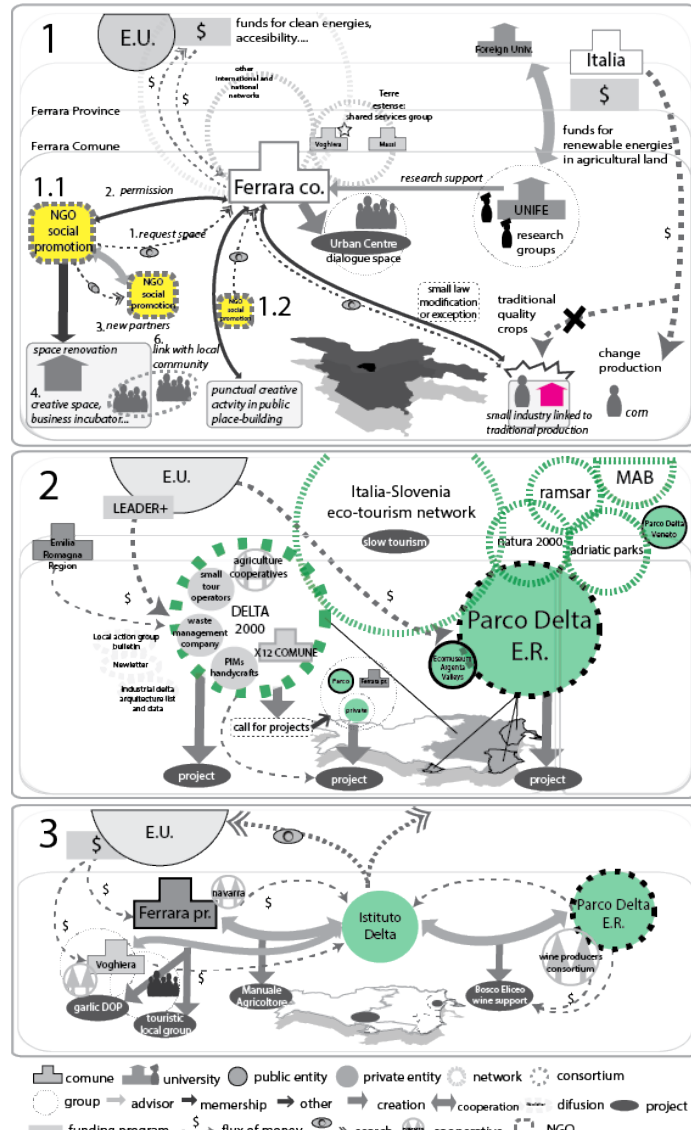 1
E.U.
$
funds for clean energies,
accesibility....
Foreign Univ.
Italia
$
other
international and
national
networks
Terre
estense:
shared services group
Voghiera
Massi
Ferrara Province
Ferrara Comune
$
$
funds for
renewable energies
in agricultural land
1.1
2. permission
Ferrara co.
research support
UNIFE
research
groups
NGO
social
promotion
1.request space
Urban Centre
dialogue space
$
NGO
social
promotion
NGO
social
promotion
1.2
small law
modification
or exception
traditional
quality
crops
3. new partners
6.
link with local
community
space renovation
change
production
4.
creative space,
business incubator...
punctual creative
actvity in public
place-building
small industry linked to
traditional production
corn
2
E.U.
LEADER+
Italia-Slovenia
eco-tourism network
slow tourism
ramsar
MAB
Parco Delta
Veneto
natura 2000
adriatic parks
Emilia
Romagna
Region
agriculture
cooperatives
small
tour
operators
$
$
DELTA
2000
waste
management
company
X12 COMUNE
PIMs
handycrafts
Parco Delta
E.R.
Local action group
bulletin
Newletter
Industrial delta
arquitecture list
and data
Ecomuseum
Argenta
Valleys
Parco
Ferrara pr.
private
call for projects
project
project
project
3
E.U.
$
$
navarra
$
Ferrara pr.
Istituto
Delta
Parco Delta
E.R.
$
Voghiera
$
wine producers
consortium
garlic DOP
touristic
local group
Manuale
Agricoltore
Bosco Eliceo
wine support
$
comune university public entity private entity network consortium
group advisor memership other creation cooperation difusion project
funding program $ flux of money search cooperative NGO